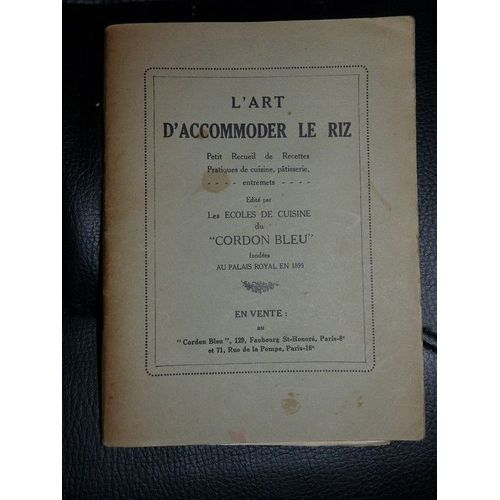 L'ART
D'ACCOMMODER LE RIZ
Petit Recueil de Recettes
Pratiques de cuisine, pâtisserie,
- - - - entremets - - - -
Edité par
Les ECOLES DE CUISINE
du
"CORDON BLEU"
fondées
AU PALAIS ROYAL EN 1895
EN VENTE :
au
" Cordon Bleu ", 129, Faubourg St-Honoré, Paris-8e
et 71, Rue de la Pompe, Paris-16e